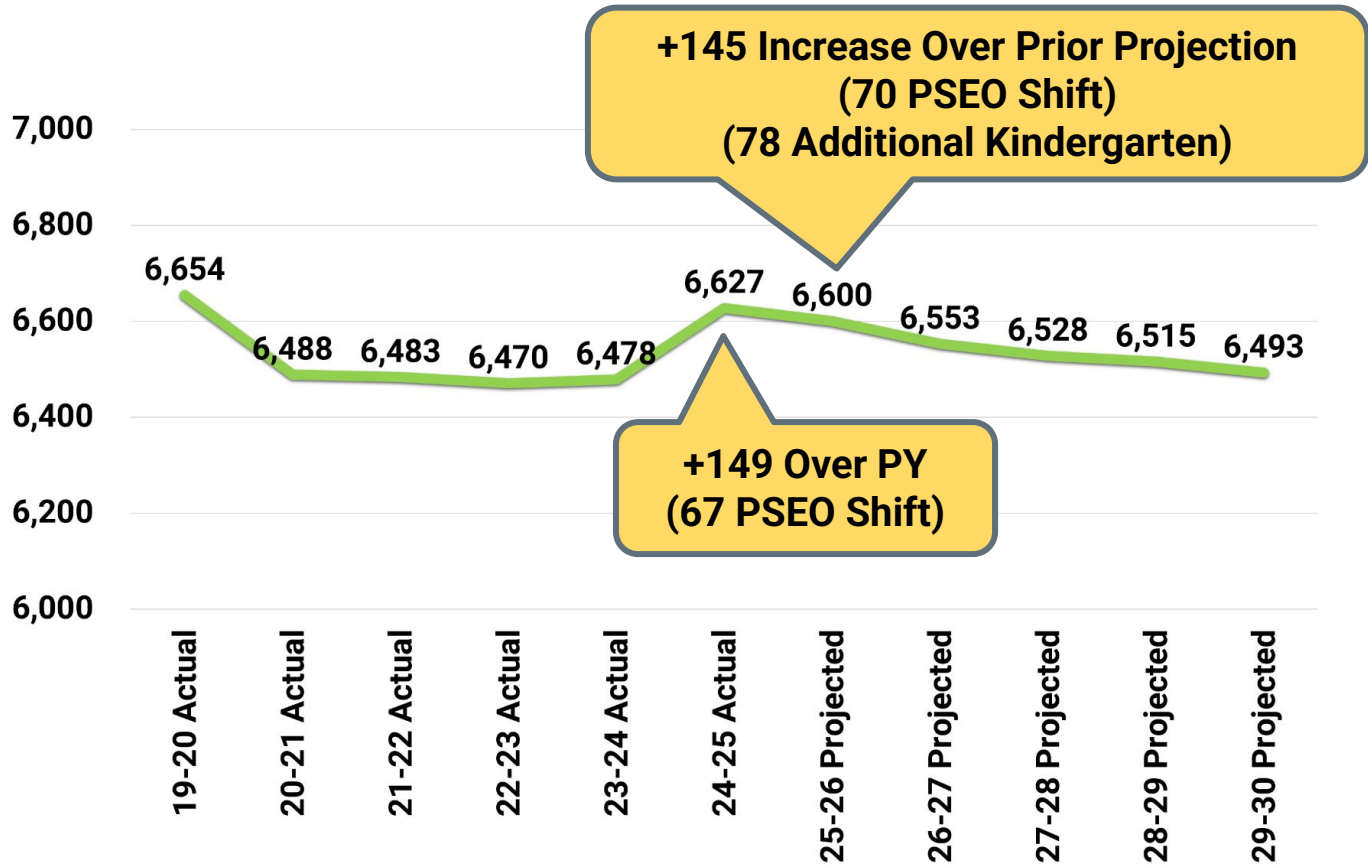 +145 Increase Over Prior Projection
(70 PSEO Shift)
(78 Additional Kindergarten)
7,000
6,800
6,600
6,400
6,200
6,000
6,654
6,488
6,483
6,470
6,478
6,627
6,600
6,553
6,528
6,515
6,493
+149 Over PY
(67 PSEO Shift)
19-20 Actual
20-21 Actual
21-22 Actual
22-23 Actual
23-24 Actual
24-25 Actual
25-26 Projected
26-27 Projected
27-28 Projected
28-29 Projected
29-30 Projected